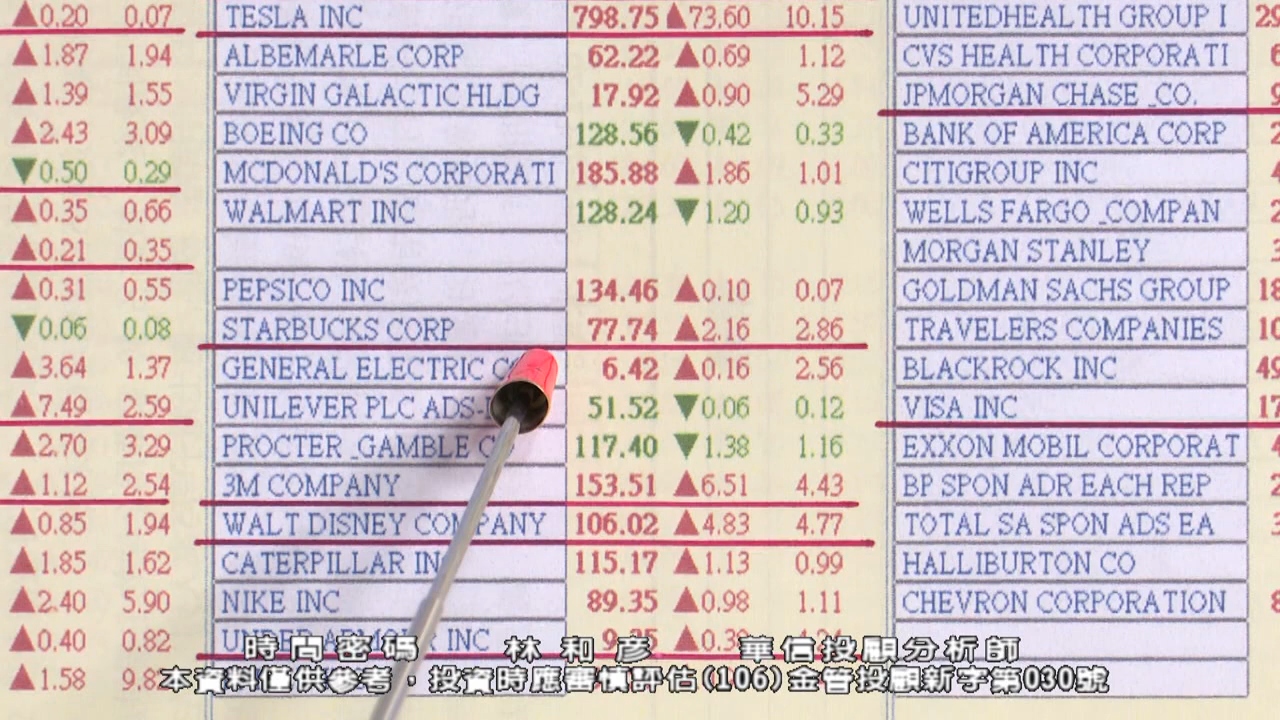 ▲0.20 0.07 TESLA INC 798.75 ▲73.60 10.15 UNITEDHEALTH GROUP I 29
▲1.87 1.94 ALBEMARLE CORP 62.22 ▲0.69 1.12 CVS HEALTH CORPORATI
▲1.39 1.55 VIRGIN GALACTIC HLDG 17.92 ▲0.90 5.29 JPMORGAN CHASE _CO.
▲2.43 3.09 BOEING CO 128.56 ▼0.42 0.33 BANK OF AMERICA CORP
▼0.50 0.29 MCDONALD'S CORPORATI 185.88 ▲1.86 1.01 CITIGROUP INC
▲0.35 0.66 WALMART INC 128.24 ▼1.20 0.93 WELLS FARGO _COMPAN
▲0.21 0.35 MORGAN STANLEY
▲0.31 0.55 PEPSICO INC 134.46 ▲0.10 0.07 GOLDMAN SACHS GROUP 18
▼0.06 0.08 STARBUCKS CORP 77.74 ▲2.16 2.86 TRAVELERS COMPANIES 10
▲3.64 1.37 GENERAL ELECTRIC 6.42 ▲0.16 2.56 BLACKROCK INC 49
▲7.49 2.59 UNILEVER PLC ADS- 51.52 ▼0.06 0.12 VISA INC 17
▲2.70 3.29 PROCTER _GAMBLE C 117.40 ▼1.38 1.16 EXXON MOBIL CORPORAT
▲1.12 2.54 3M COMPANY 153.51 ▲6.51 4.43 BP SPON ADR EACH REP
▲0.85 1.94 WALT DISNEY COMPANY 106.02 ▲4.83 4.77 TOTAL SA SPON ADS EA
▲1.85 1.62 CATERPILLAR IN 115.17 ▲1.13 0.99 HALLIBURTON CO
▲2.40 5.90 NIKE INC 89.35 ▲0.98 1.11 CHEVRON CORPORATION
▲0.40 0.82 INC
時間密碼 林和彥 華信投顧分析師
▲1.58
本資料僅供參考，投資時應審慎評估(106)金管投顧新字第030號